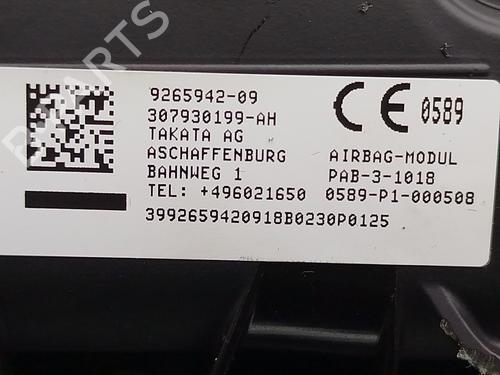 PARTS
9265942-09
307930199-AH
TAKATA AG
ASCHAFFENBURG
BAHNWEG 1
TEL: +496021650
CE 0589
AIRBAG-MODUL
PAB-3-1018
0589-P1-000508
3992659420918B0230P0125